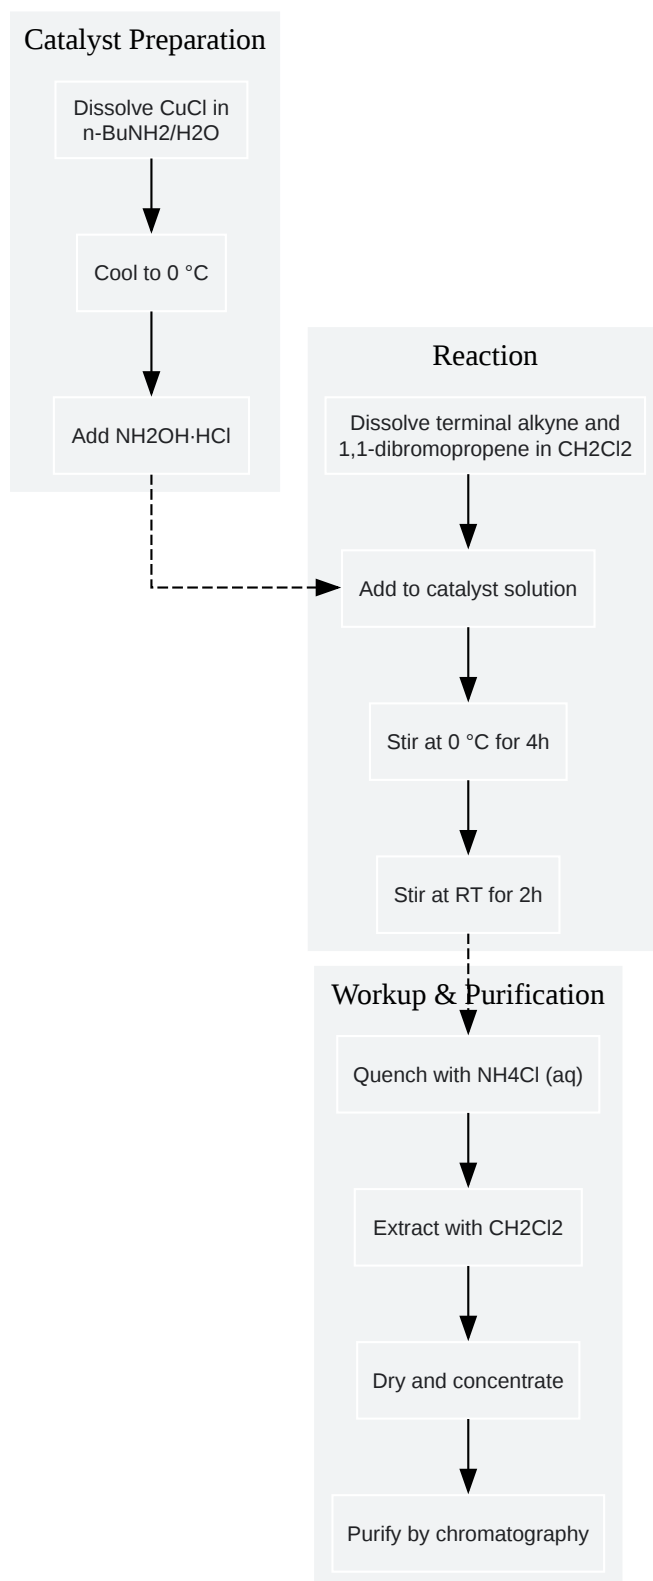 Catalyst Preparation
Dissolve CuCl in
n-BuNH2/H2O
Cool to 0 °C
Add NH2OH·HCl
Reaction
Dissolve terminal alkyne and
1,1-dibromopropene in CH2Cl2
Add to catalyst solution
Stir at 0 °C for 4h
Stir at RT for 2h
Workup & Purification
Quench with NH4Cl (aq)
Extract with CH2Cl2
Dry and concentrate
Purify by chromatography